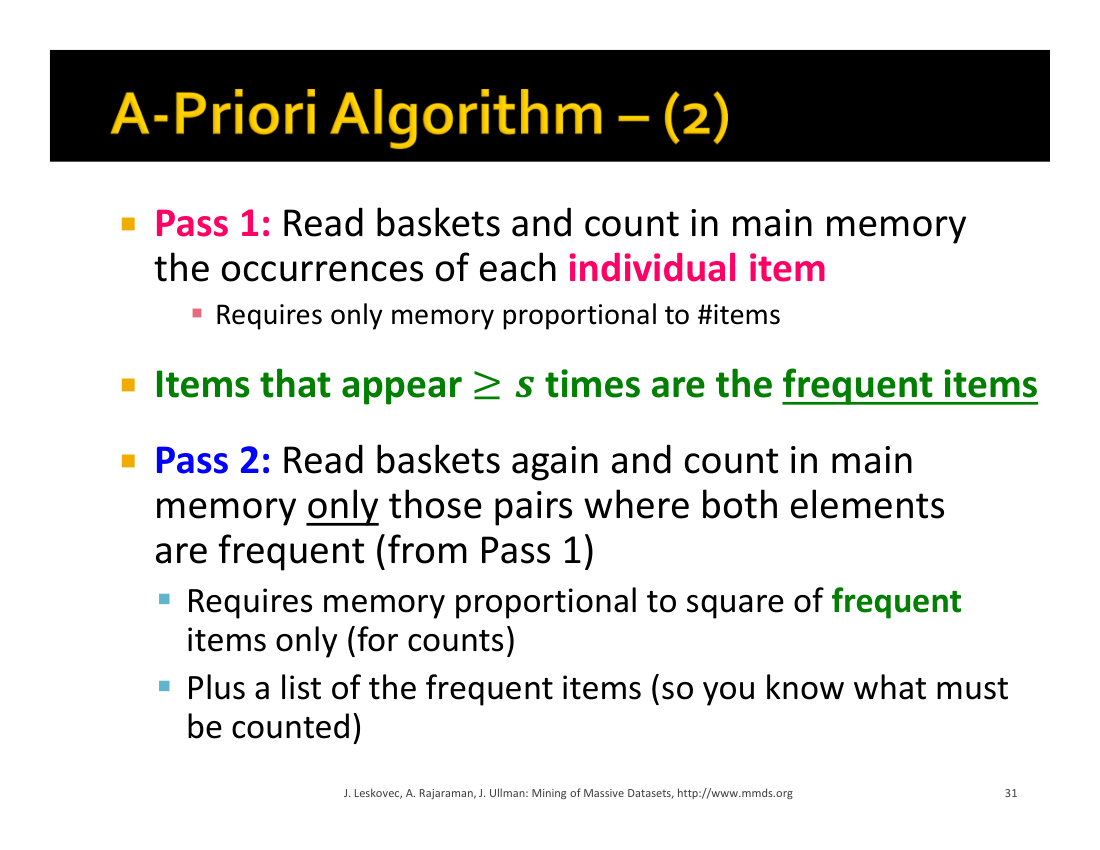 A-Priori Algorithm – (2)
Pass 1: Read baskets and count in main memory
the occurrences of each individual item
Requires only memory proportional to #items
Items that appear ≥ s times are the frequent items
Pass 2: Read baskets again and count in main
memory only those pairs where both elements
are frequent (from Pass 1)
Requires memory proportional to square of frequent
items only (for counts)
Plus a list of the frequent items (so you know what must
be counted)
J. Leskovec, A. Rajaraman, J. Ullman: Mining of Massive Datasets, http://www.mmds.org
31